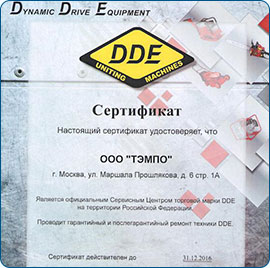 DYNAMIC DRIVE EQUIPMENT
DDE
UNITING MACHINES
Сертификат
Настоящий сертификат удостоверяет, что
ООО "ТЭМПО"
г. Москва, ул. Маршала Прошлякова, д. 6 стр. 1А
Является официальным Сервисным Центром торговой марки DDE
на территории Российской Федерации.
Проводит гарантийный и послегарантийный ремонт техники DDE.
Сертификат действителен до 31.12.2016